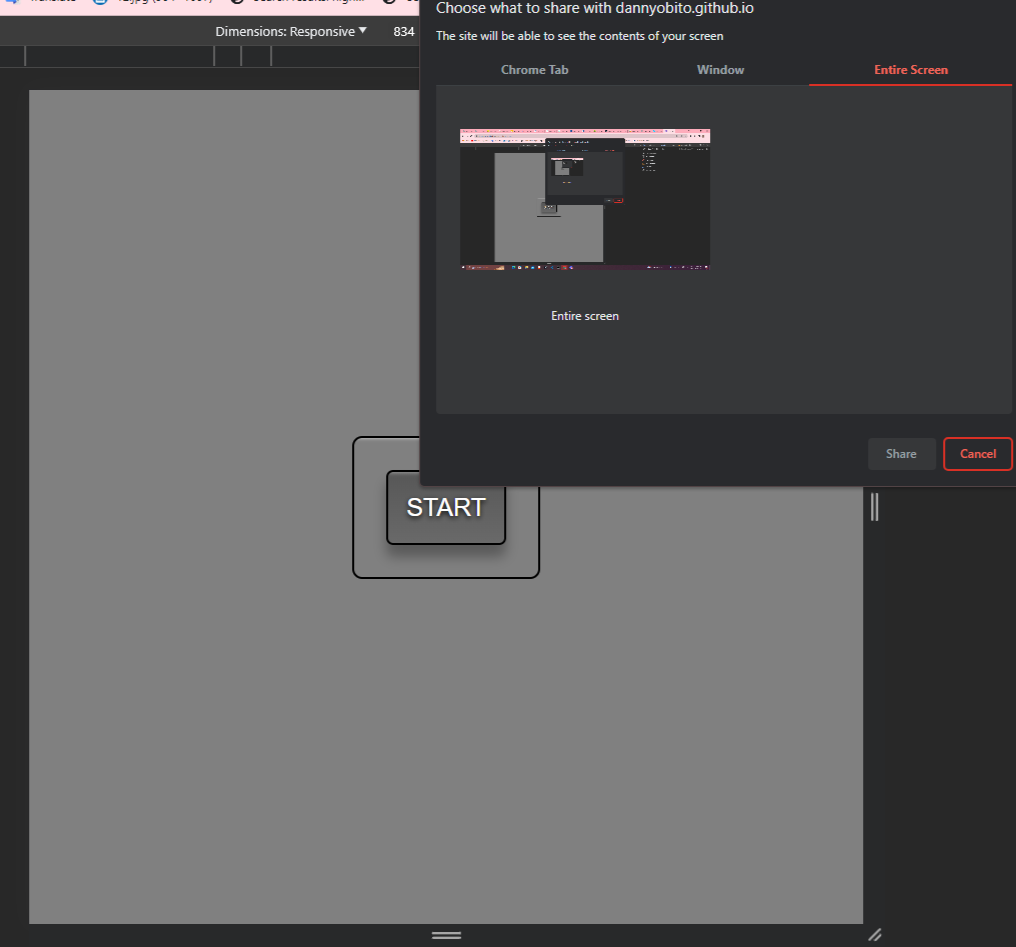 Choose what to share with dannyobito.github.io
Dimensions: Responsive
834
The site will be able to see the contents of your screen
Chrome Tab
Window
Entire Screen
Entire screen
Share
Cancel
START